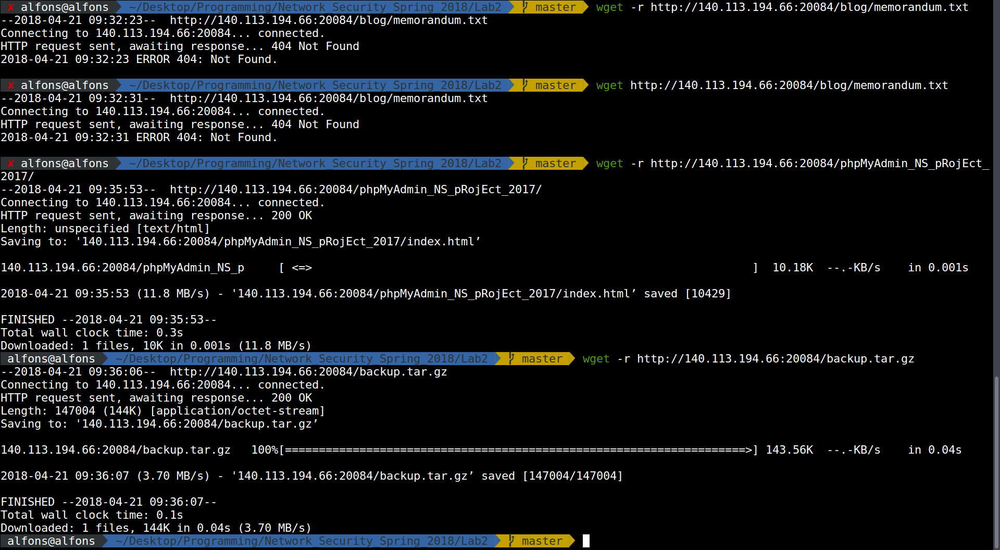 ✘ alfons@alfons ~/Desktop/Programming/Network_Security_Spring_2018/Lab2 master wget -r http://140.113.194.66:20084/blog/memorandum.txt
--2018-04-21 09:32:23--  http://140.113.194.66:20084/blog/memorandum.txt
Connecting to 140.113.194.66:20084... connected.
HTTP request sent, awaiting response... 404 Not Found
2018-04-21 09:32:23 ERROR 404: Not Found.
✘ alfons@alfons ~/Desktop/Programming/Network_Security_Spring_2018/Lab2 master wget http://140.113.194.66:20084/blog/memorandum.txt
--2018-04-21 09:32:31--  http://140.113.194.66:20084/blog/memorandum.txt
Connecting to 140.113.194.66:20084... connected.
HTTP request sent, awaiting response... 404 Not Found
2018-04-21 09:32:31 ERROR 404: Not Found.
✘ alfons@alfons ~/Desktop/Programming/Network_Security_Spring_2018/Lab2 master wget -r http://140.113.194.66:20084/phpMyAdmin_NS_pRojEct_
2017/
--2018-04-21 09:35:53--  http://140.113.194.66:20084/phpMyAdmin_NS_pRojEct_2017/
Connecting to 140.113.194.66:20084... connected.
HTTP request sent, awaiting response... 200 OK
Length: unspecified [text/html]
Saving to: '140.113.194.66:20084/phpMyAdmin_NS_pRojEct_2017/index.html’
140.113.194.66:20084/phpMyAdmin_NS_p     [ <=>                                                                 ]  10.18K  --.-KB/s    in 0.001s
2018-04-21 09:35:53 (11.8 MB/s) - '140.113.194.66:20084/phpMyAdmin_NS_pRojEct_2017/index.html’ saved [10429]
FINISHED --2018-04-21 09:35:53--
Total wall clock time: 0.3s
Downloaded: 1 files, 10K in 0.001s (11.8 MB/s)
alfons@alfons ~/Desktop/Programming/Network_Security_Spring_2018/Lab2 master wget -r http://140.113.194.66:20084/backup.tar.gz
--2018-04-21 09:36:06--  http://140.113.194.66:20084/backup.tar.gz
Connecting to 140.113.194.66:20084... connected.
HTTP request sent, awaiting response... 200 OK
Length: 147004 (144K) [application/octet-stream]
Saving to: '140.113.194.66:20084/backup.tar.gz’
140.113.194.66:20084/backup.tar.gz   100%[====================================================================>] 143.56K  --.-KB/s    in 0.04s
2018-04-21 09:36:07 (3.70 MB/s) - '140.113.194.66:20084/backup.tar.gz’ saved [147004/147004]
FINISHED --2018-04-21 09:36:07--
Total wall clock time: 0.1s
Downloaded: 1 files, 144K in 0.04s (3.70 MB/s)
alfons@alfons ~/Desktop/Programming/Network_Security_Spring_2018/Lab2 master